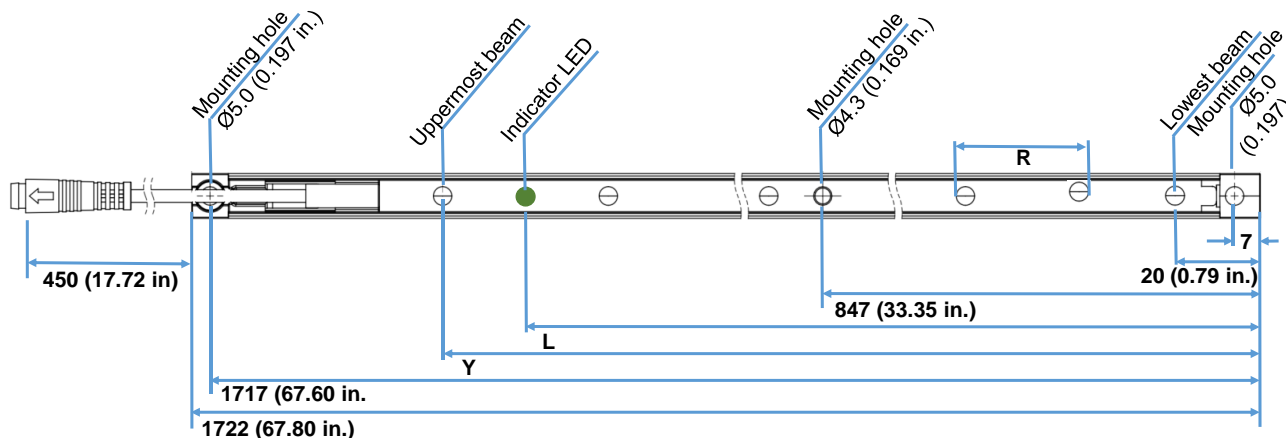 Mounting hole
Ø5.0 (0.197 in.)
Uppermost beam
Indicator LED
Mounting hole
Ø4.3 (0.169 in.)
Lowest beam
Mounting hole
Ø5.0
(0.197)
R
7
450 (17.72 in)
20 (0.79 in.)
847 (33.35 in.)
L
Y
1717 (67.60 in.
1722 (67.80 in.)